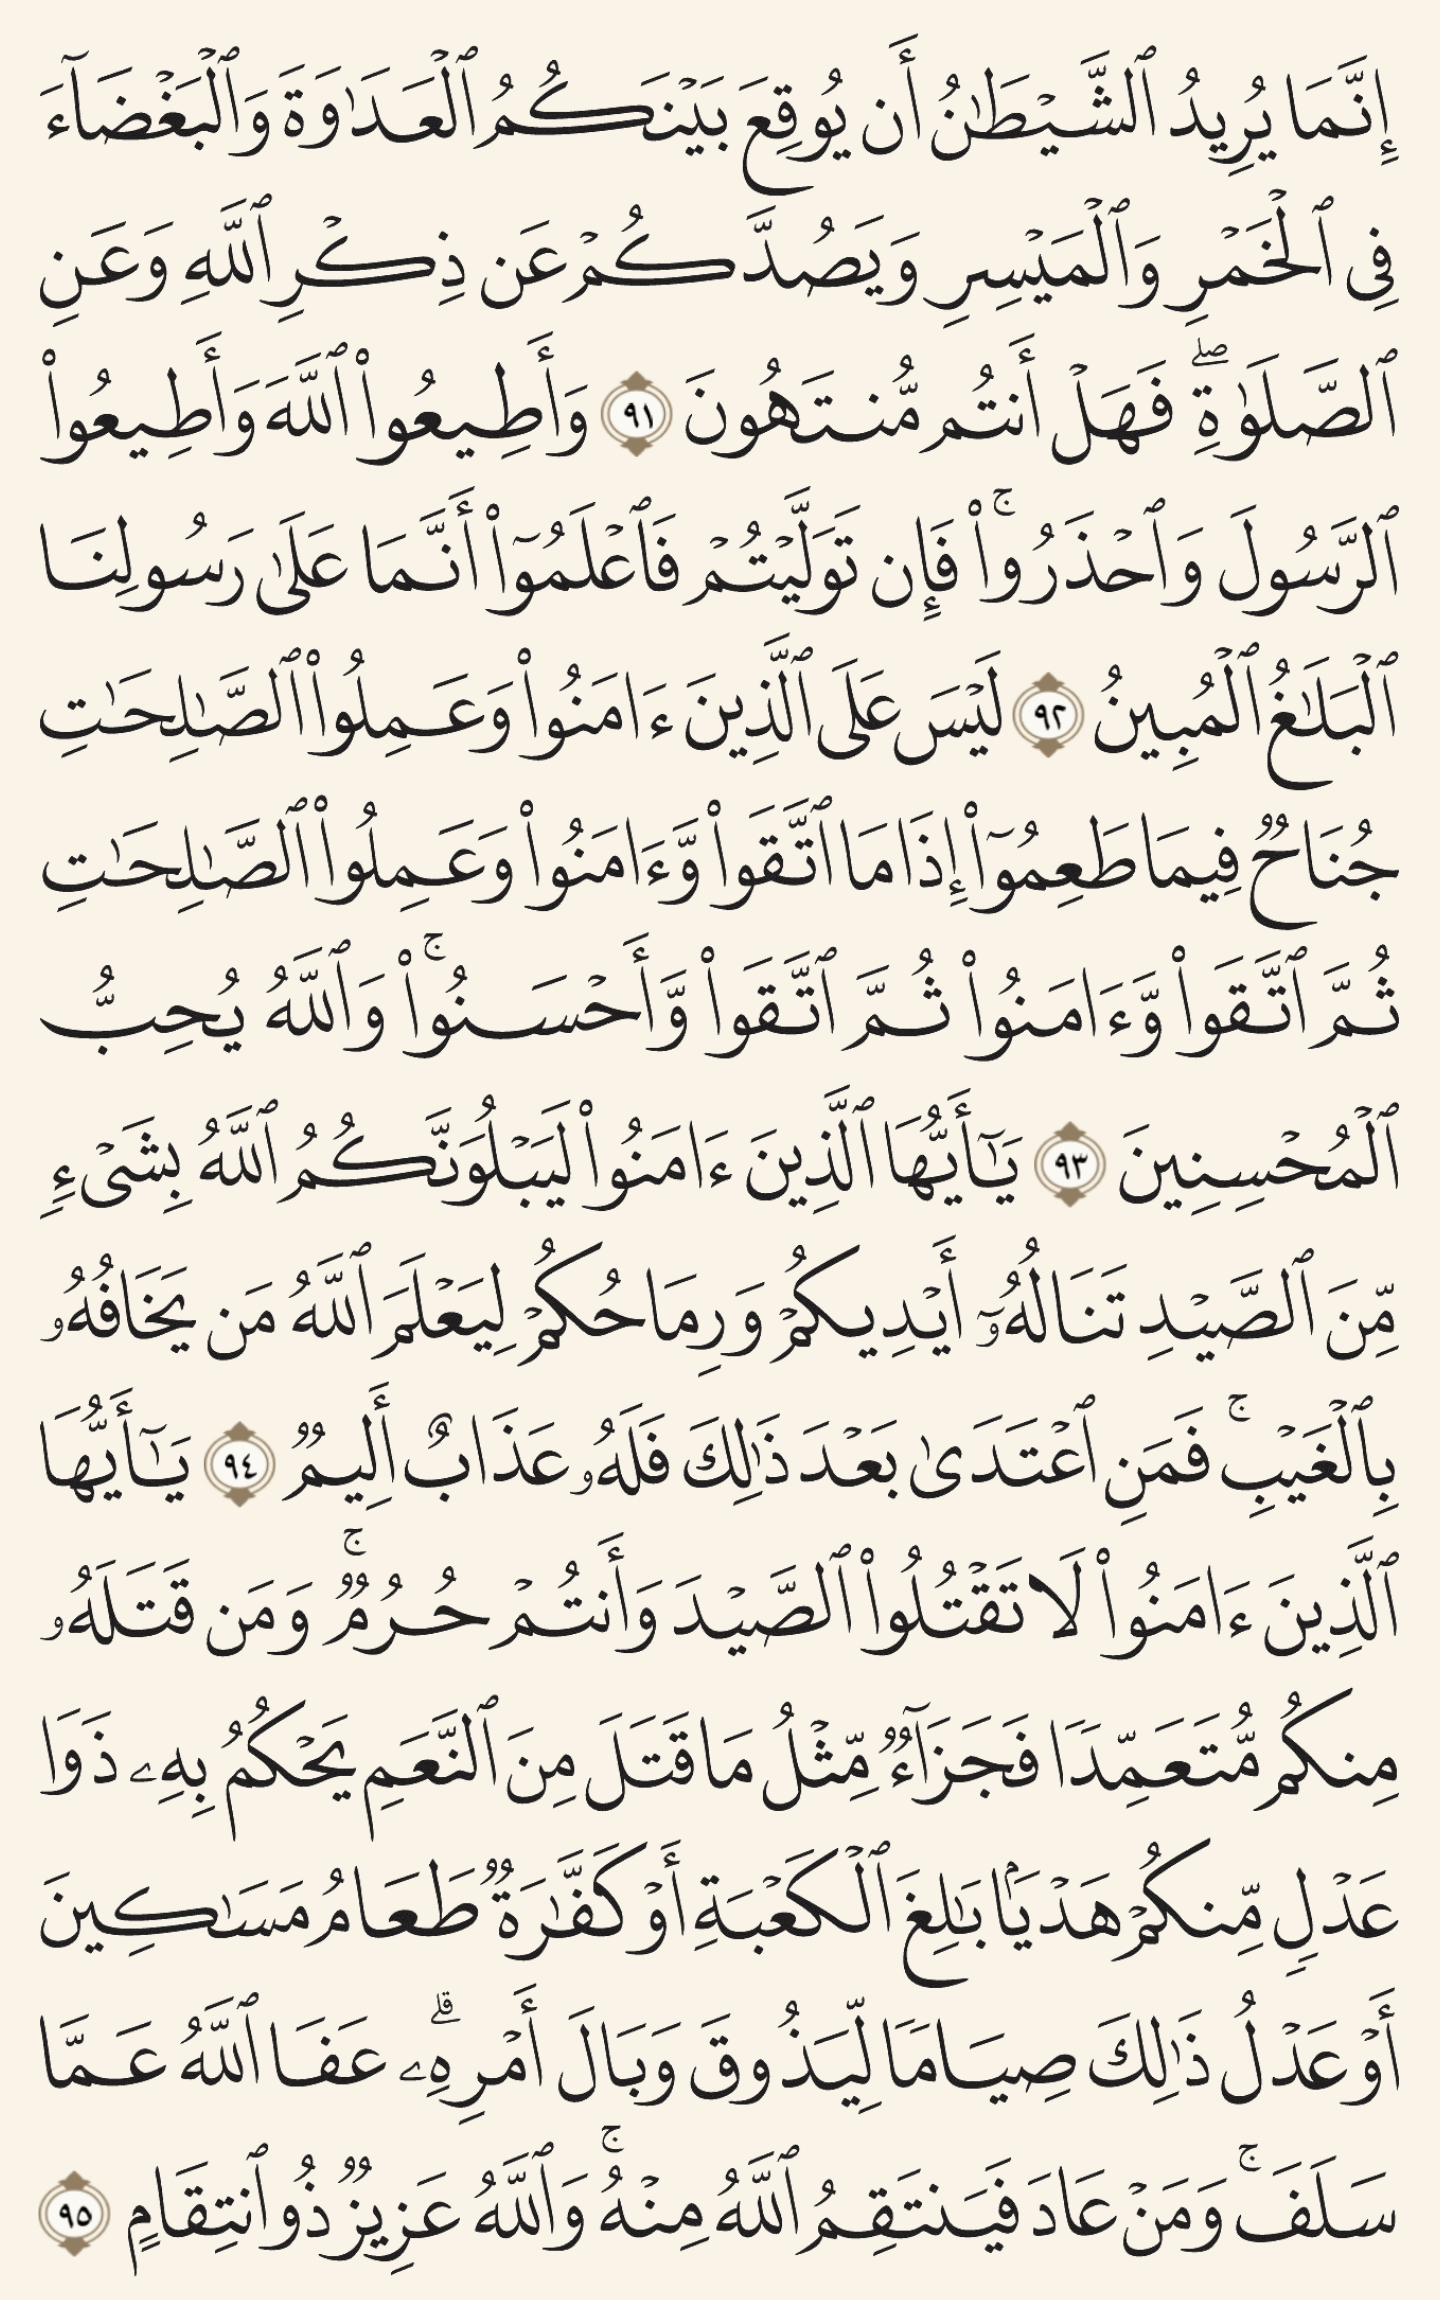 إِنَّمَا يُرِيدُ ٱلشَّيْطَٰنُ أَن يُوقِعَ بَيْنَكُمُ ٱلْعَدَٰوَةَ وَٱلْبَغْضَآءَ
فِى ٱلْخَمْرِ وَٱلْمَيْسِرِ وَيَصُدَّكُمْ عَن ذِكْرِ ٱللَّهِ وَعَنِ
ٱلصَّلَوٰةِ ۖ فَهَلْ أَنتُم مُّنتَهُونَ ٩١ وَأَطِيعُوا۟ ٱللَّهَ وَأَطِيعُوا۟
ٱلرَّسُولَ وَٱحْذَرُوا۟ ۚ فَإِن تَوَلَّيْتُمْ فَٱعْلَمُوٓا۟ أَنَّمَا عَلَىٰ رَسُولِنَا
ٱلْبَلَٰغُ ٱلْمُبِينُ ٩٢ لَيْسَ عَلَى ٱلَّذِينَ ءَامَنُوا۟ وَعَمِلُوا۟ ٱلصَّٰلِحَٰتِ
جُنَاحٌ فِيمَا طَعِمُوٓا۟ إِذَا مَا ٱتَّقَوا۟ وَّءَامَنُوا۟ وَعَمِلُوا۟ ٱلصَّٰلِحَٰتِ
ثُمَّ ٱتَّقَوا۟ وَّءَامَنُوا۟ ثُمَّ ٱتَّقَوا۟ وَّأَحْسَنُوا۟ ۚ وَٱللَّهُ يُحِبُّ
ٱلْمُحْسِنِينَ ٩٣ يَٰٓأَيُّهَا ٱلَّذِينَ ءَامَنُوا۟ لَيَبْلُوَنَّكُمُ ٱللَّهُ بِشَىْءٍ
مِّنَ ٱلصَّيْدِ تَنَالُهُۥٓ أَيْدِيكُمْ وَرِمَاحُكُمْ لِيَعْلَمَ ٱللَّهُ مَن يَخَافُهُۥ
بِٱلْغَيْبِ ۚ فَمَنِ ٱعْتَدَىٰ بَعْدَ ذَٰلِكَ فَلَهُۥ عَذَابٌ أَلِيمٌ ٩٤ يَٰٓأَيُّهَا
ٱلَّذِينَ ءَامَنُوا۟ لَا تَقْتُلُوا۟ ٱلصَّيْدَ وَأَنتُمْ حُرُمٌ ۚ وَمَن قَتَلَهُۥ
مِنكُم مُّتَعَمِّدًا فَجَزَآءٌ مِّثْلُ مَا قَتَلَ مِنَ ٱلنَّعَمِ يَحْكُمُ بِهِۦ ذَوَا
عَدْلٍ مِّنكُمْ هَدْيًۢا بَٰلِغَ ٱلْكَعْبَةِ أَوْ كَفَّٰرَةٌ طَعَامُ مَسَٰكِينَ
أَوْ عَدْلُ ذَٰلِكَ صِيَامًا لِّيَذُوقَ وَبَالَ أَمْرِهِۦ ۗ عَفَا ٱللَّهُ عَمَّا
سَلَفَ ۚ وَمَنْ عَادَ فَيَنتَقِمُ ٱللَّهُ مِنْهُ ۚ وَٱللَّهُ عَزِيزٌ ذُو ٱنتِقَامٍ ٩٥